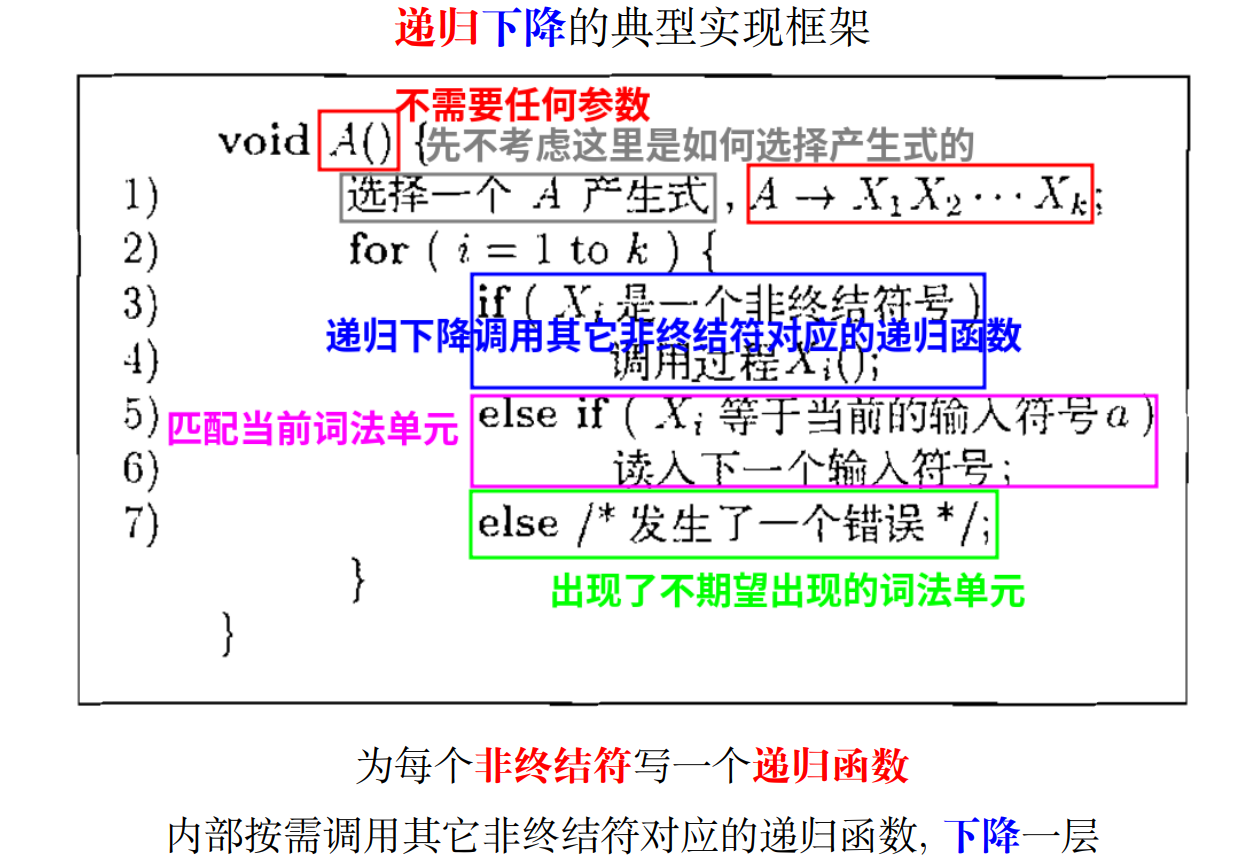 递归下降的典型实现框架
不需要任何参数
void A() { 先不考虑这里是如何选择产生式的
1) 选择一个 A 产生式, A → X₁X₂⋯Xₖ;
2) for ( i = 1 to k ) {
3) if ( Xᵢ 是一个非终结符号 )
递归下降调用其它非终结符对应的递归函数
4) 调用过程Xᵢ();
5) else if ( Xᵢ 等于当前的输入符号a )
匹配当前词法单元
6) 读入下一个输入符号;
7) else /* 发生了一个错误 */;
}
出现了不期望出现的词法单元
}
为每个非终结符写一个递归函数
内部按需调用其它非终结符对应的递归函数, 下降一层